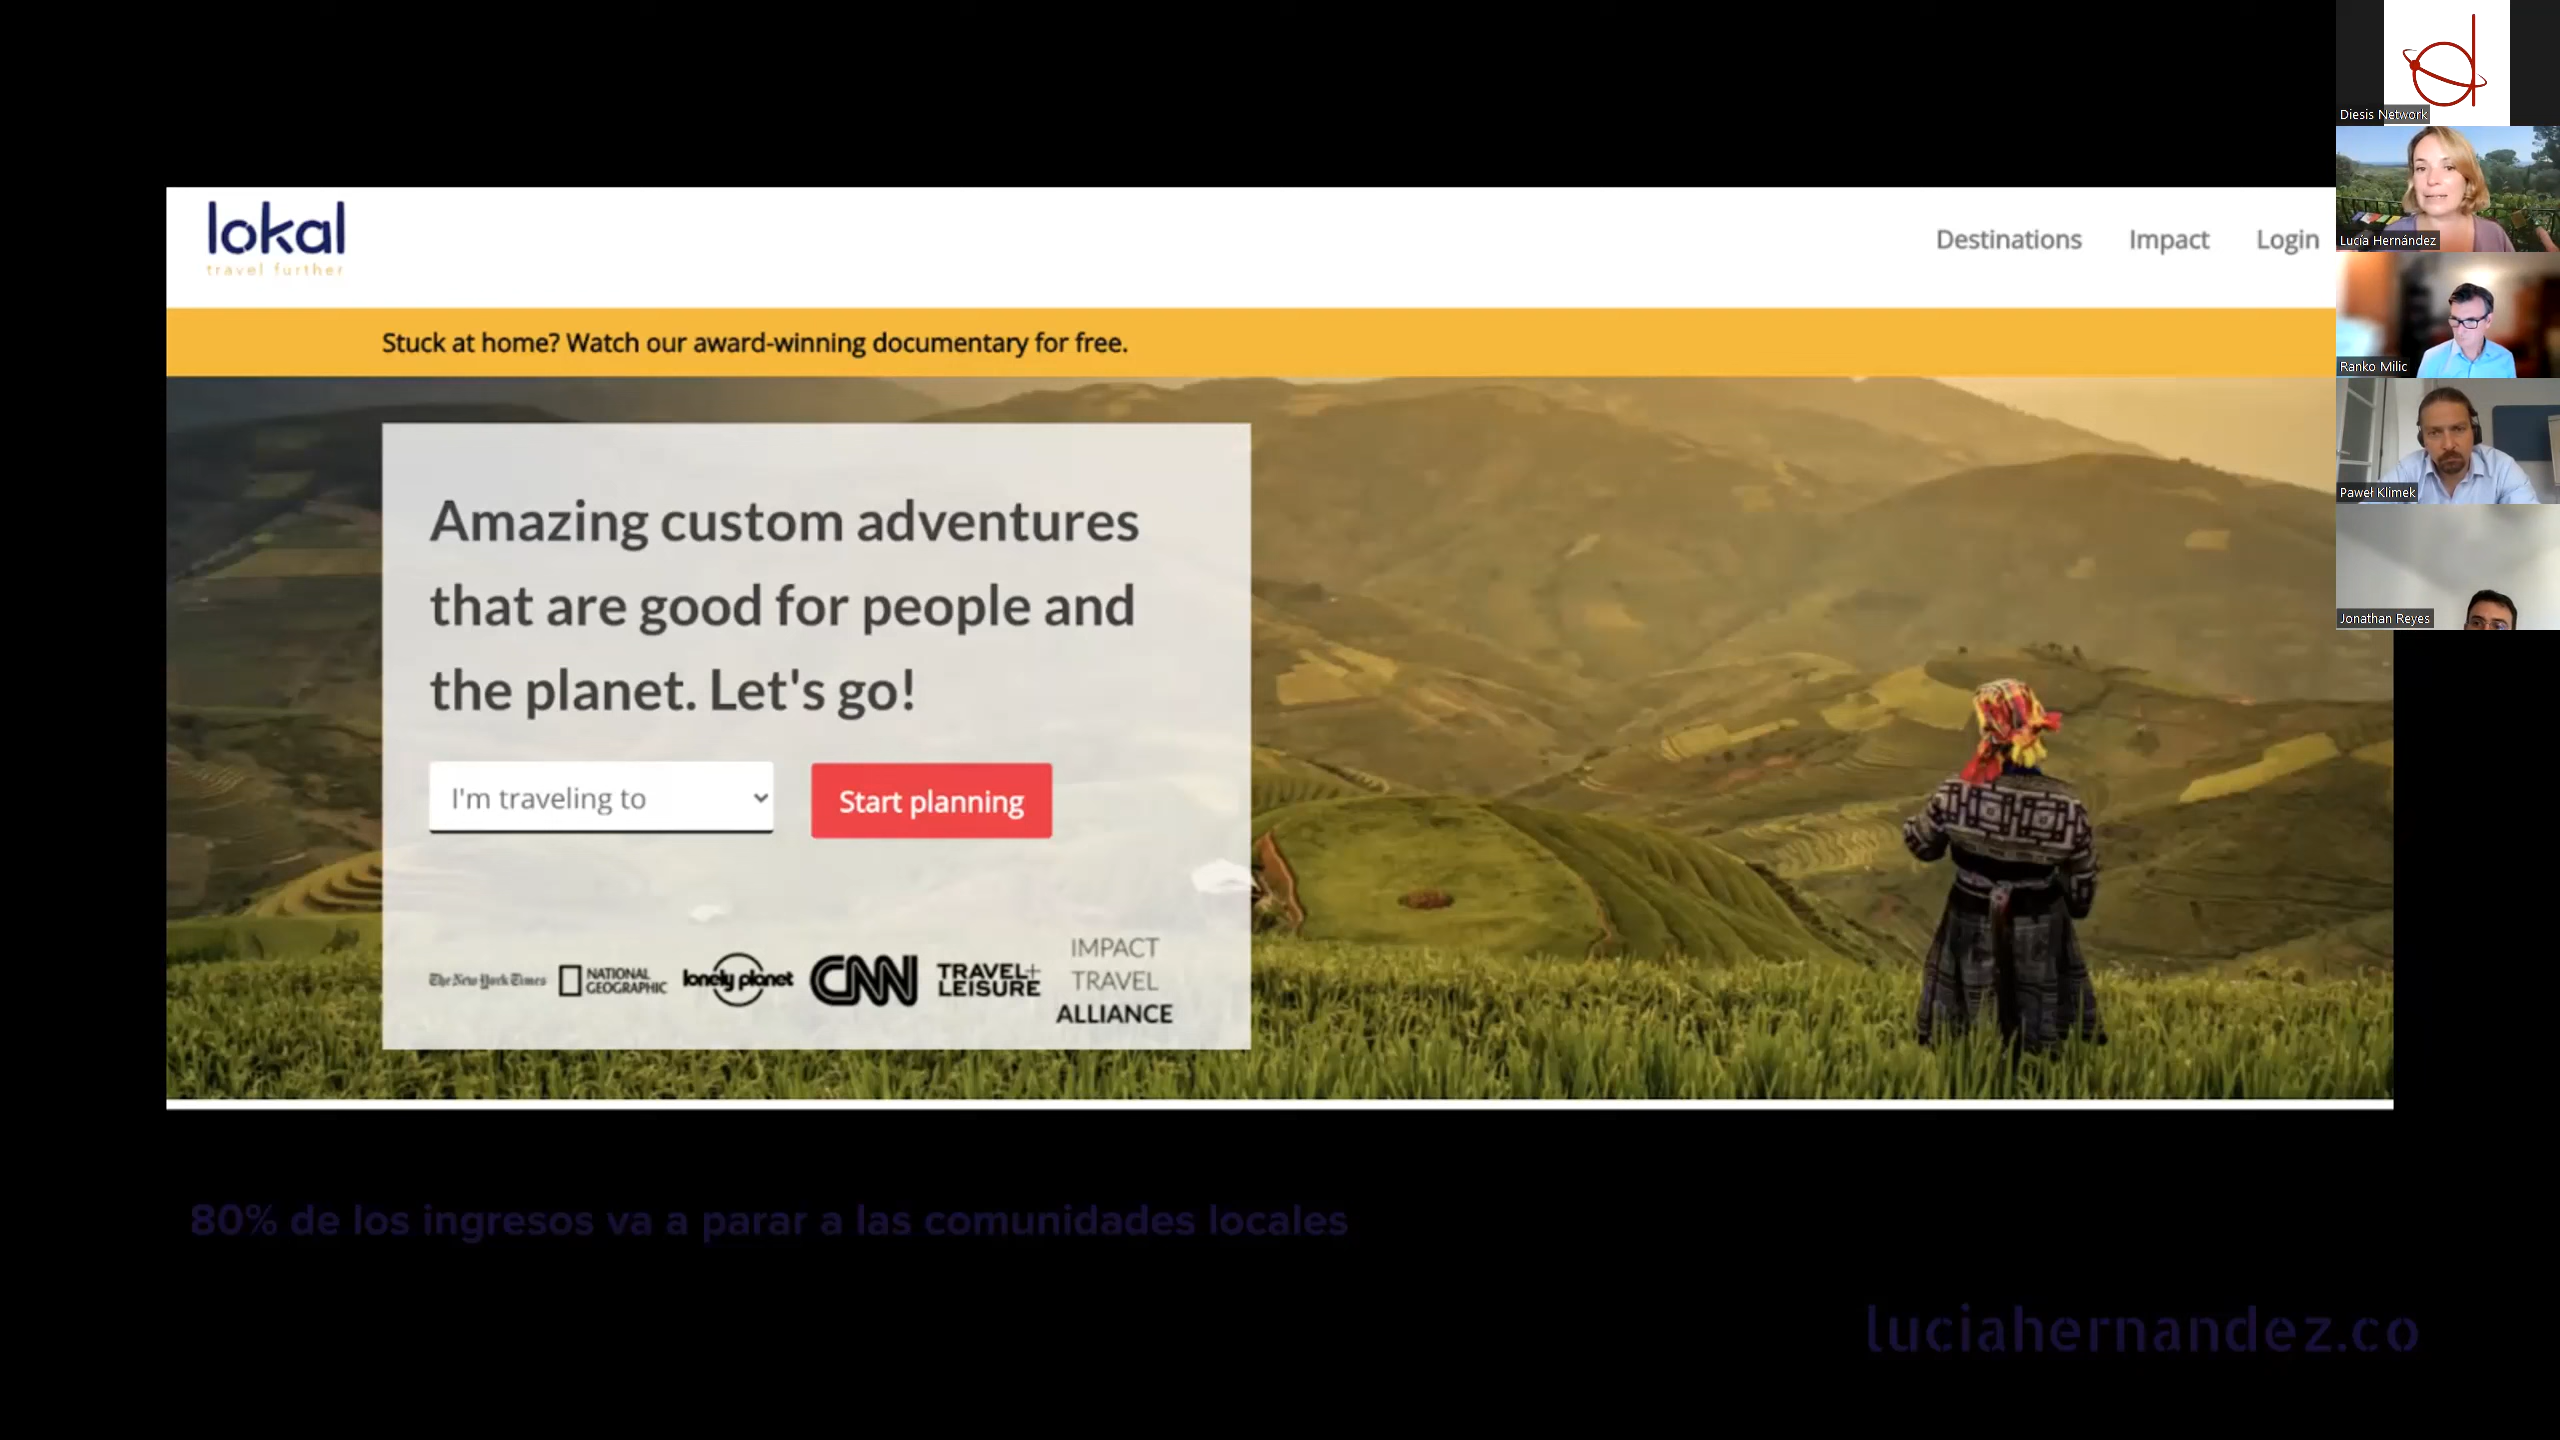 lokal
travel further
Destinations Impact Login
Stuck at home? Watch our award-winning documentary for free.
Amazing custom adventures
that are good for people and
the planet. Let's go!
I'm traveling to
Start planning
The New York Times
NATIONAL
GEOGRAPHIC
lonely planet
CNN
TRAVEL+
LEISURE
IMPACT
TRAVEL
ALLIANCE
80% de los ingresos va a parar a las comunidades locales
luciahernandez.co
Diesis Network
Lucía Hernández
Ranko Milic
Paweł Klimek
Jonathan Reyes